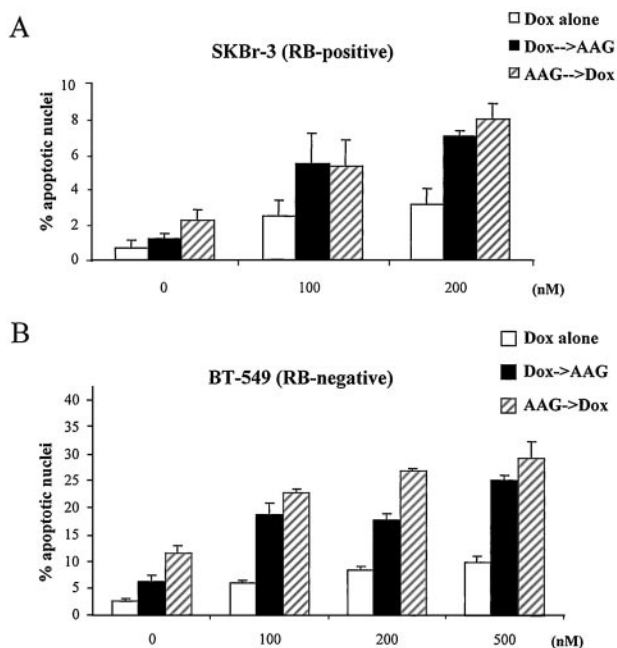 A
Dox alone
Dox-->AAG
AAG-->Dox
SKBr-3 (RB-positive)
% apoptotic nuclei
10
8
6
4
2
0
0 100 200 (nM)
B
Dox alone
Dox->AAG
AAG->Dox
BT-549 (RB-negative)
% apoptotic nuclei
40
35
30
25
20
15
10
5
0
0 100 200 500 (nM)